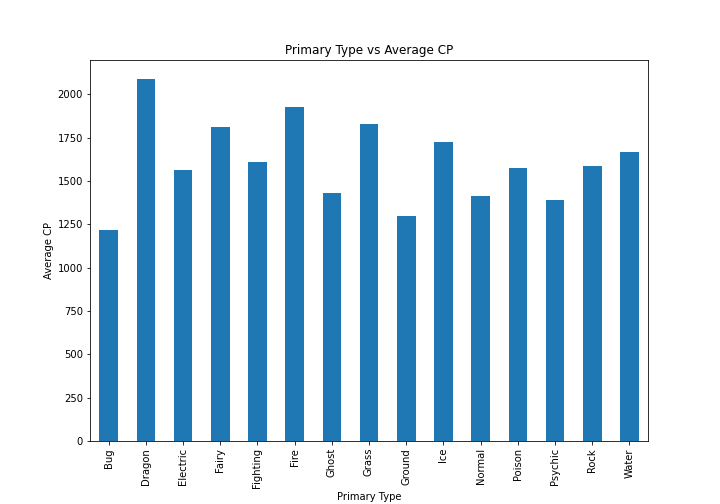 Primary Type vs Average CP
Average CP
2000
1750
1500
1250
1000
750
500
250
0
Bug
Dragon
Electric
Fairy
Fighting
Fire
Ghost
Grass
Ground
Ice
Normal
Poison
Psychic
Rock
Water
Primary Type